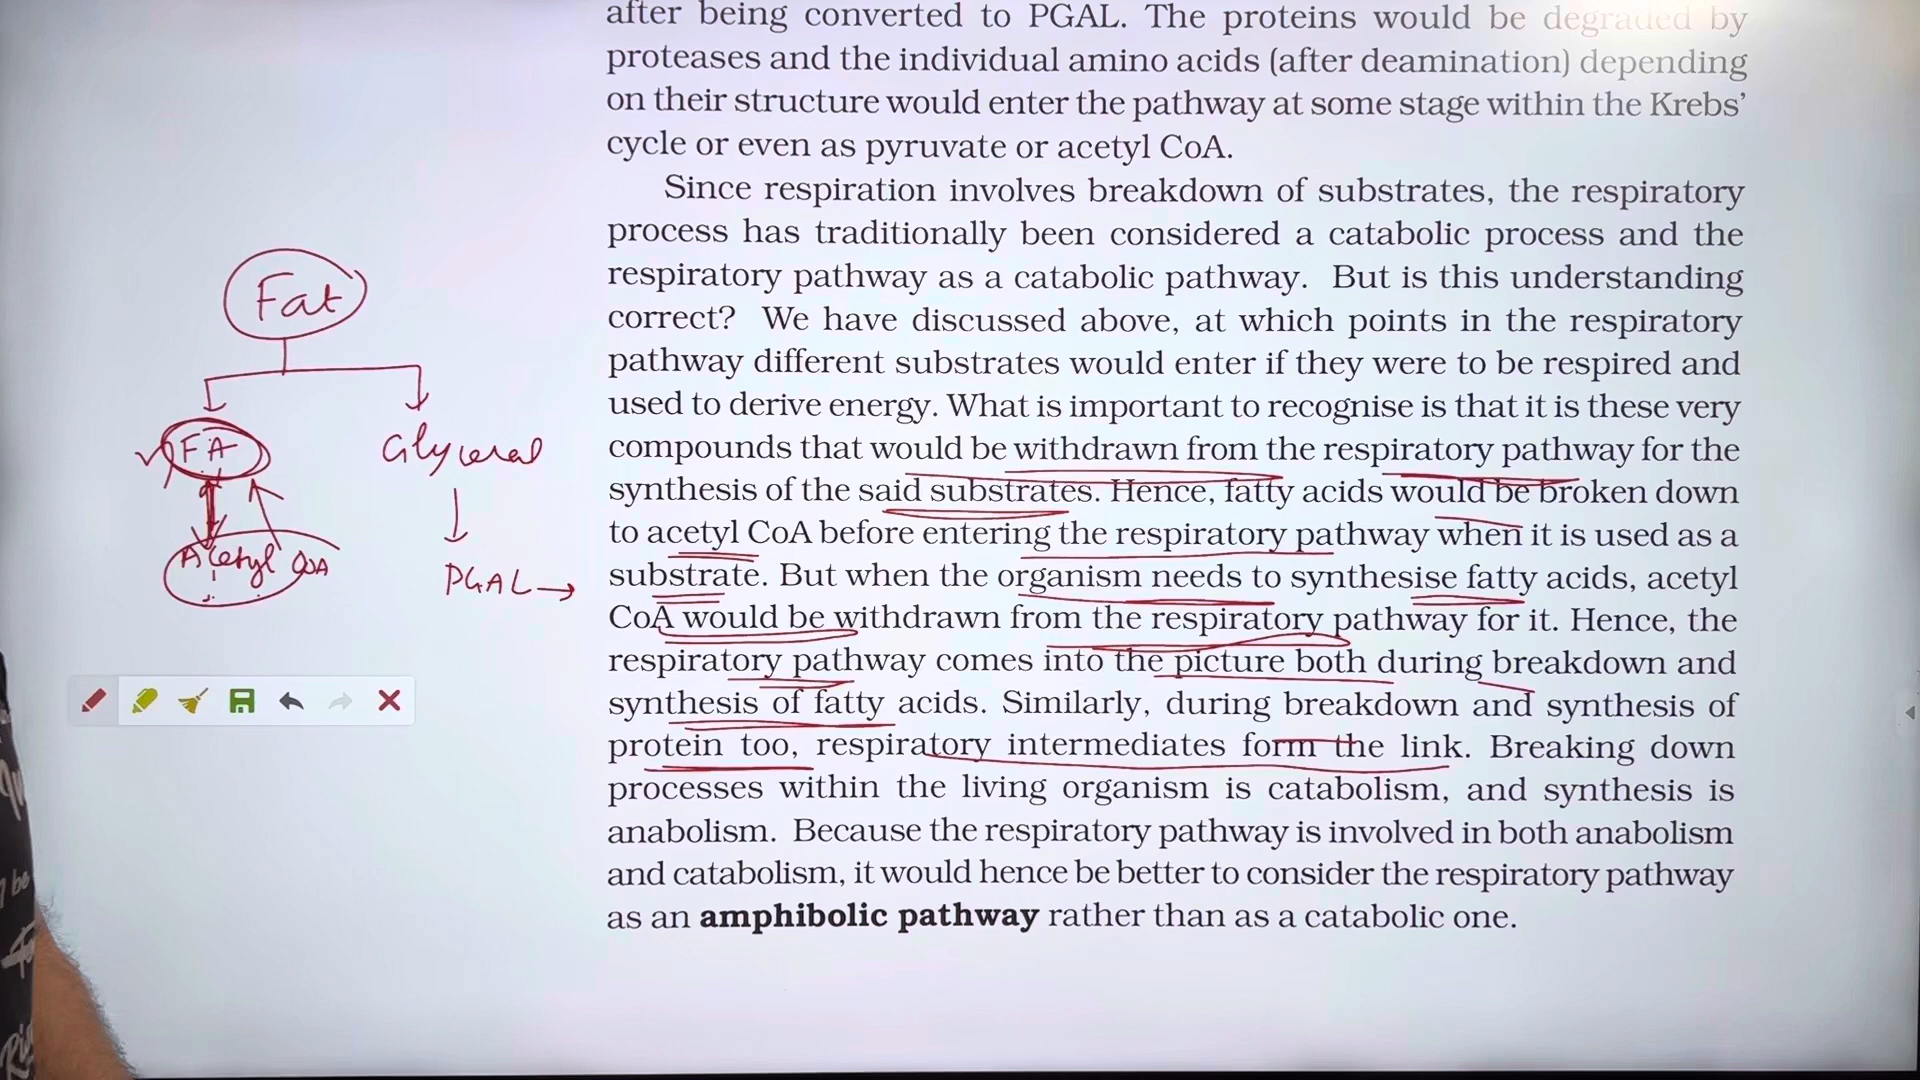 after being converted to PGAL. The proteins would be degraded by
proteases and the individual amino acids (after deamination) depending
on their structure would enter the pathway at some stage within the Krebs’
cycle or even as pyruvate or acetyl CoA.
Since respiration involves breakdown of substrates, the respiratory
process has traditionally been considered a catabolic process and the
respiratory pathway as a catabolic pathway. But is this understanding
correct? We have discussed above, at which points in the respiratory
pathway different substrates would enter if they were to be respired and
used to derive energy. What is important to recognise is that it is these very
compounds that would be withdrawn from the respiratory pathway for the
synthesis of the said substrates. Hence, fatty acids would be broken down
to acetyl CoA before entering the respiratory pathway when it is used as a
substrate. But when the organism needs to synthesise fatty acids, acetyl
CoA would be withdrawn from the respiratory pathway for it. Hence, the
respiratory pathway comes into the picture both during breakdown and
synthesis of fatty acids. Similarly, during breakdown and synthesis of
protein too, respiratory intermediates form the link. Breaking down
processes within the living organism is catabolism, and synthesis is
anabolism. Because the respiratory pathway is involved in both anabolism
and catabolism, it would hence be better to consider the respiratory pathway
as an amphibolic pathway rather than as a catabolic one.
Fat
FA
Glycerol
Acetyl CoA
PGAL